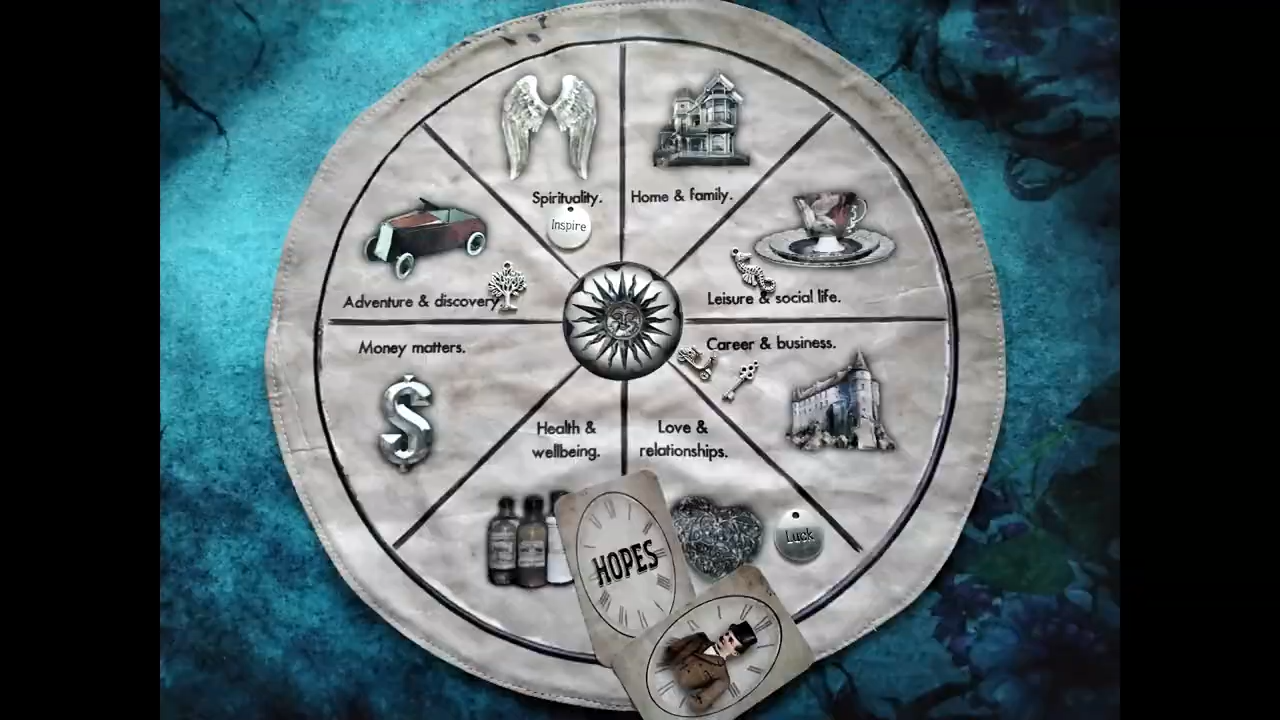 Spirituality.
Home & family.
Inspire
Adventure & discovery.
Leisure & social life.
Money matters.
Career & business.
Health &
wellbeing.
Love &
relationships.
Luck
HOPES